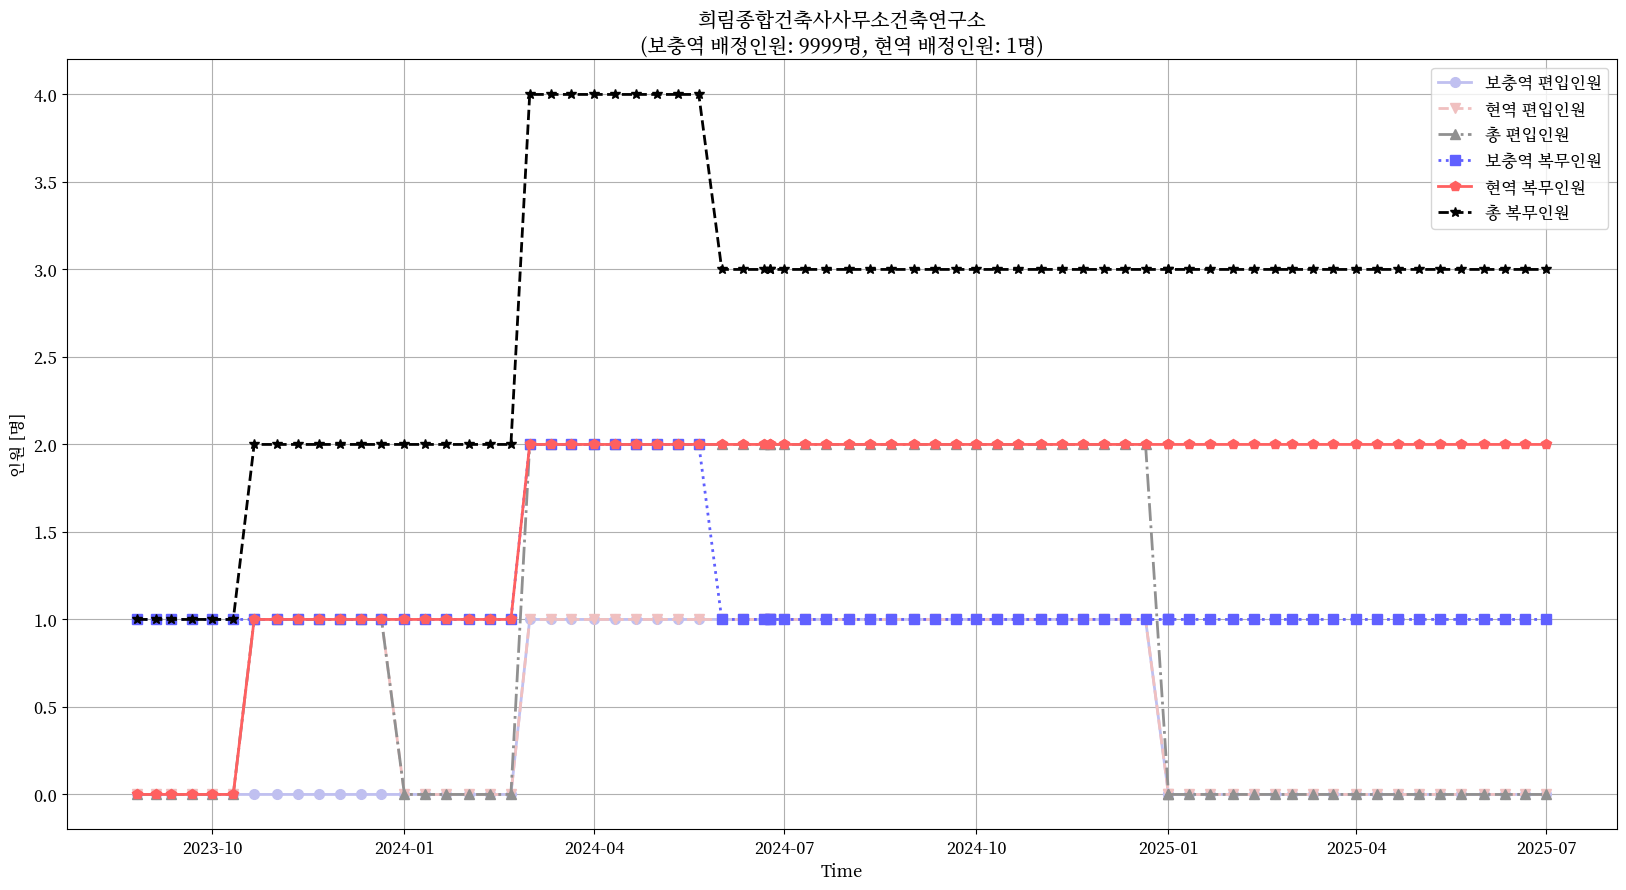 희림종합건축사사무소건축연구소
(보충역 배정인원: 9999명, 현역 배정인원: 1명)
보충역 편입인원
현역 편입인원
총 편입인원
보충역 복무인원
현역 복무인원
총 복무인원
인원 [명]
4.0
3.5
3.0
2.5
2.0
1.5
1.0
0.5
0.0
2023-10
2024-01
2024-04
2024-07
2024-10
2025-01
2025-04
2025-07
Time